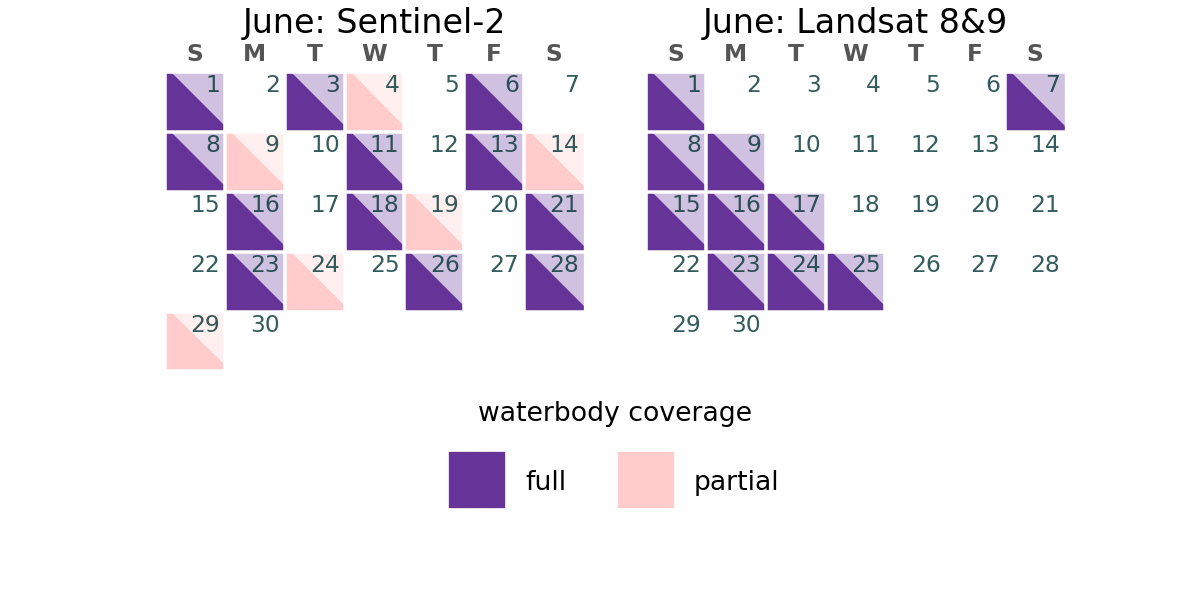 June: Sentinel-2
S M T W T F S
1 2 3 4 5 6 7
8 9 10 11 12 13 14
15 16 17 18 19 20 21
22 23 24 25 26 27 28
29 30
June: Landsat 8&9
S M T W T F S
1 2 3 4 5 6 7
8 9 10 11 12 13 14
15 16 17 18 19 20 21
22 23 24 25 26 27 28
29 30
waterbody coverage
full partial